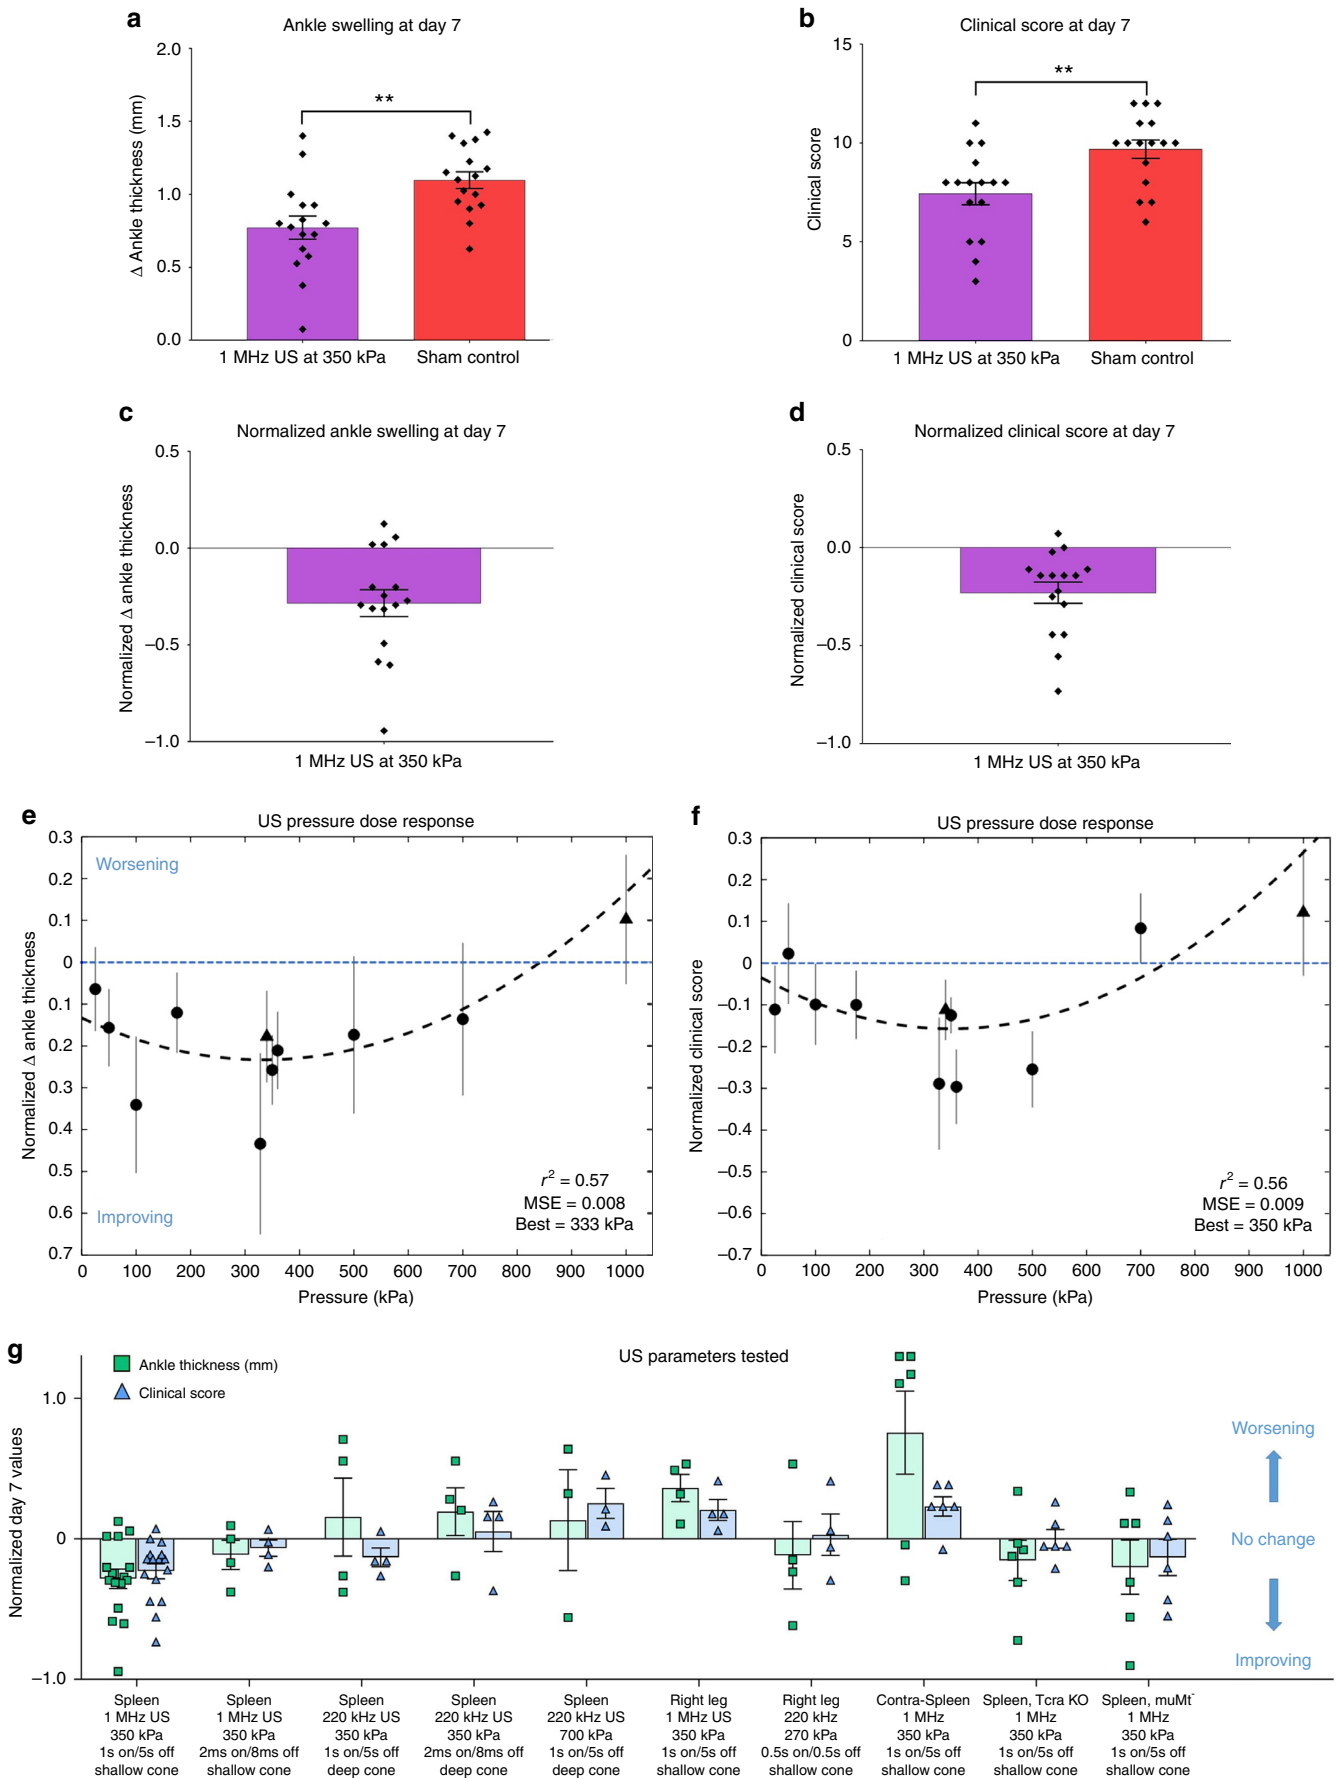 a
Ankle swelling at day 7
Δ Ankle thickness (mm)
2.0
1.5
1.0
0.5
0.0
**
1 MHz US at 350 kPa
Sham control
b
Clinical score at day 7
Clinical score
15
10
5
0
**
1 MHz US at 350 kPa
Sham control
c
Normalized ankle swelling at day 7
Normalized Δ ankle thickness
0.5
0.0
−0.5
−1.0
1 MHz US at 350 kPa
d
Normalized clinical score at day 7
Normalized clinical score
0.5
0.0
−0.5
−1.0
1 MHz US at 350 kPa
e
US pressure dose response
Normalized Δ ankle thickness
0.3
0.2
0.1
0
0.1
0.2
0.3
0.4
0.5
0.6
0.7
Worsening
Improving
r² = 0.57
MSE = 0.008
Best = 333 kPa
0 100 200 300 400 500 600 700 800 900 1000
Pressure (kPa)
f
US pressure dose response
Normalized clinical score
0.3
0.2
0.1
0
−0.1
−0.2
−0.3
−0.4
−0.5
−0.6
−0.7
r² = 0.56
MSE = 0.009
Best = 350 kPa
0 100 200 300 400 500 600 700 800 900 1000
Pressure (kPa)
g
US parameters tested
Ankle thickness (mm)
Clinical score
Normalized day 7 values
1.0
0
−1.0
Worsening
No change
Improving
Spleen
1 MHz US
350 kPa
1s on/5s off
shallow cone
Spleen
1 MHz US
350 kPa
2ms on/8ms off
shallow cone
Spleen
220 kHz US
350 kPa
1s on/5s off
deep cone
Spleen
220 kHz US
350 kPa
2ms on/8ms off
deep cone
Spleen
220 kHz US
700 kPa
1s on/5s off
deep cone
Right leg
1 MHz US
350 kPa
1s on/5s off
shallow cone
Right leg
220 kHz
270 kPa
0.5s on/0.5s off
shallow cone
Contra-Spleen
1 MHz
350 kPa
1s on/5s off
shallow cone
Spleen, Tcra KO
1 MHz
350 kPa
1s on/5s off
shallow cone
Spleen, muMt⁻
1 MHz
350 kPa
1s on/5s off
shallow cone